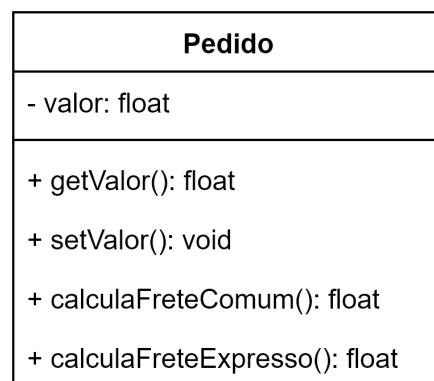 Pedido
- valor: float
+ getValor(): float
+ setValor(): void
+ calculaFreteComum(): float
+ calculaFreteExpresso(): float